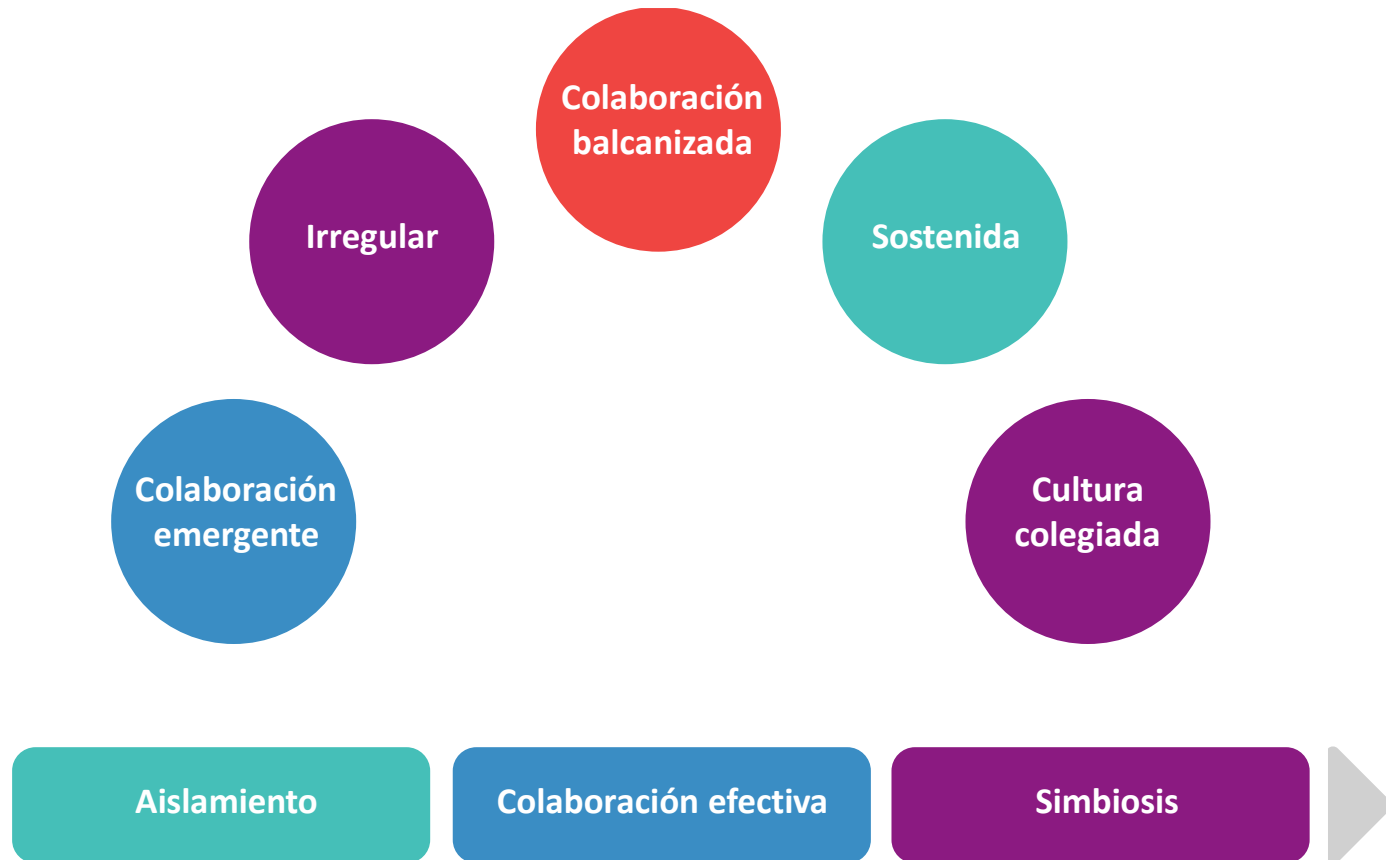 Colaboración
balcanizada
Irregular
Sostenida
Colaboración
emergente
Cultura
colegiada
Aislamiento
Colaboración efectiva
Simbiosis